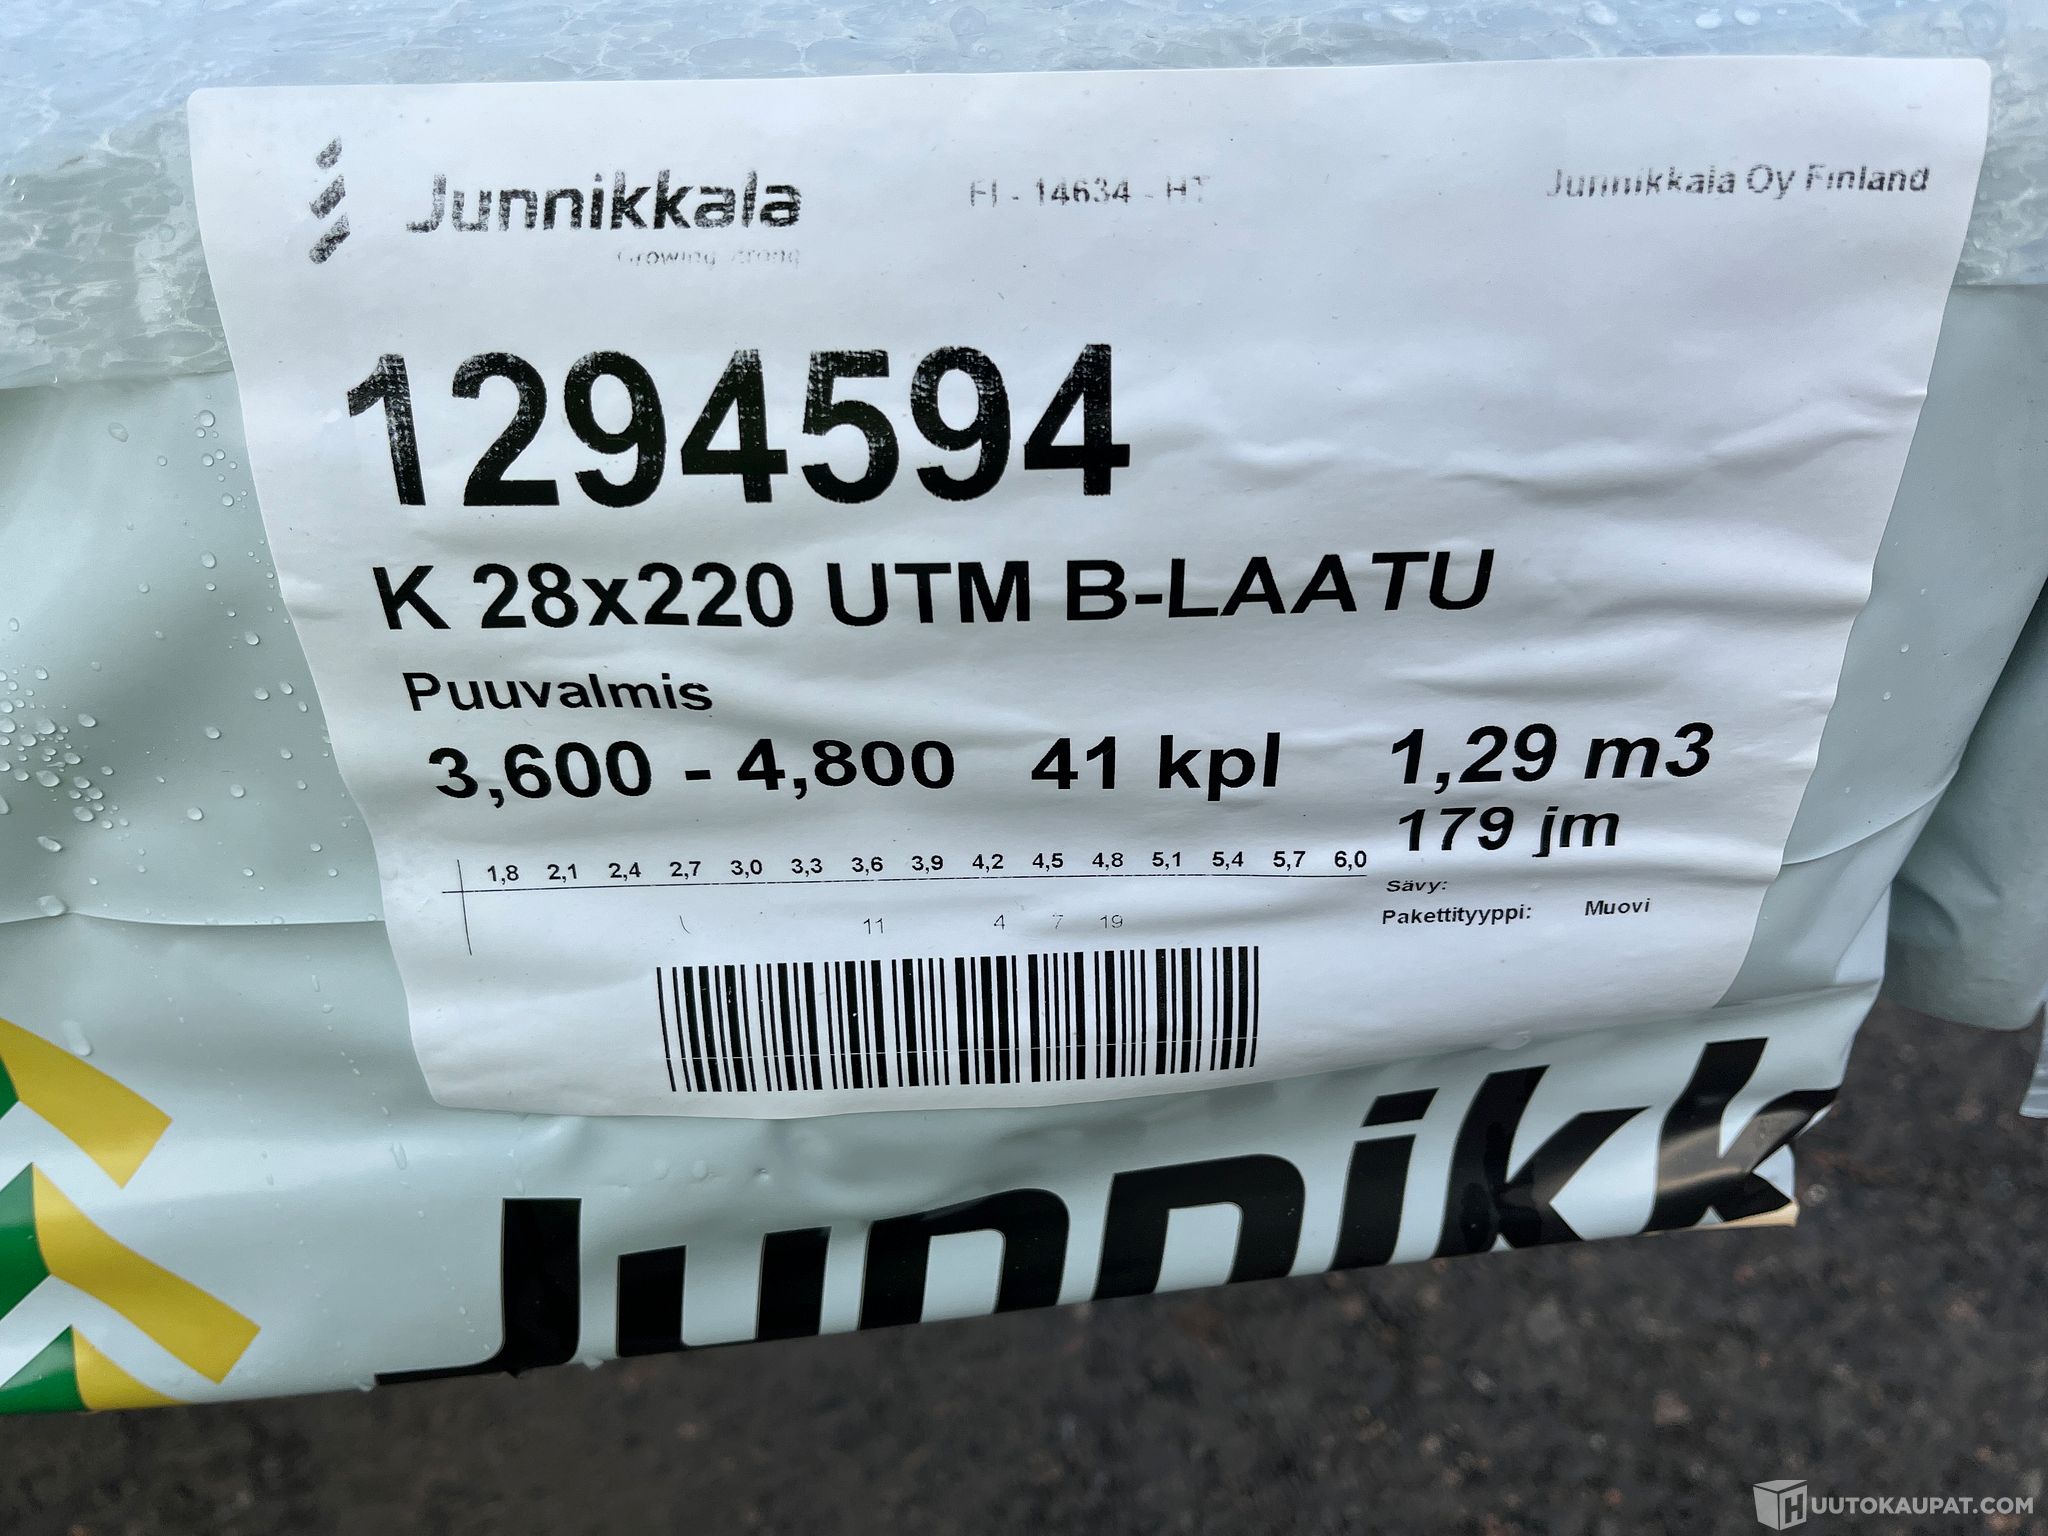 Junnikkala
Growing strong
FI - 14634 - HT
Junnikkala Oy Finland
1294594
K 28x220 UTM B-LAATU
Puuvalmis
3,600 - 4,800 41 kpl 1,29 m3
179 jm
1,8 2,1 2,4 2,7 3,0 3,3 3,6 3,9 4,2 4,5 4,8 5,1 5,4 5,7 6,0
11 4 7 19
Sävy:
Pakettityyppi: Muovi
Junnikk
HUUTOKAUPAT.COM